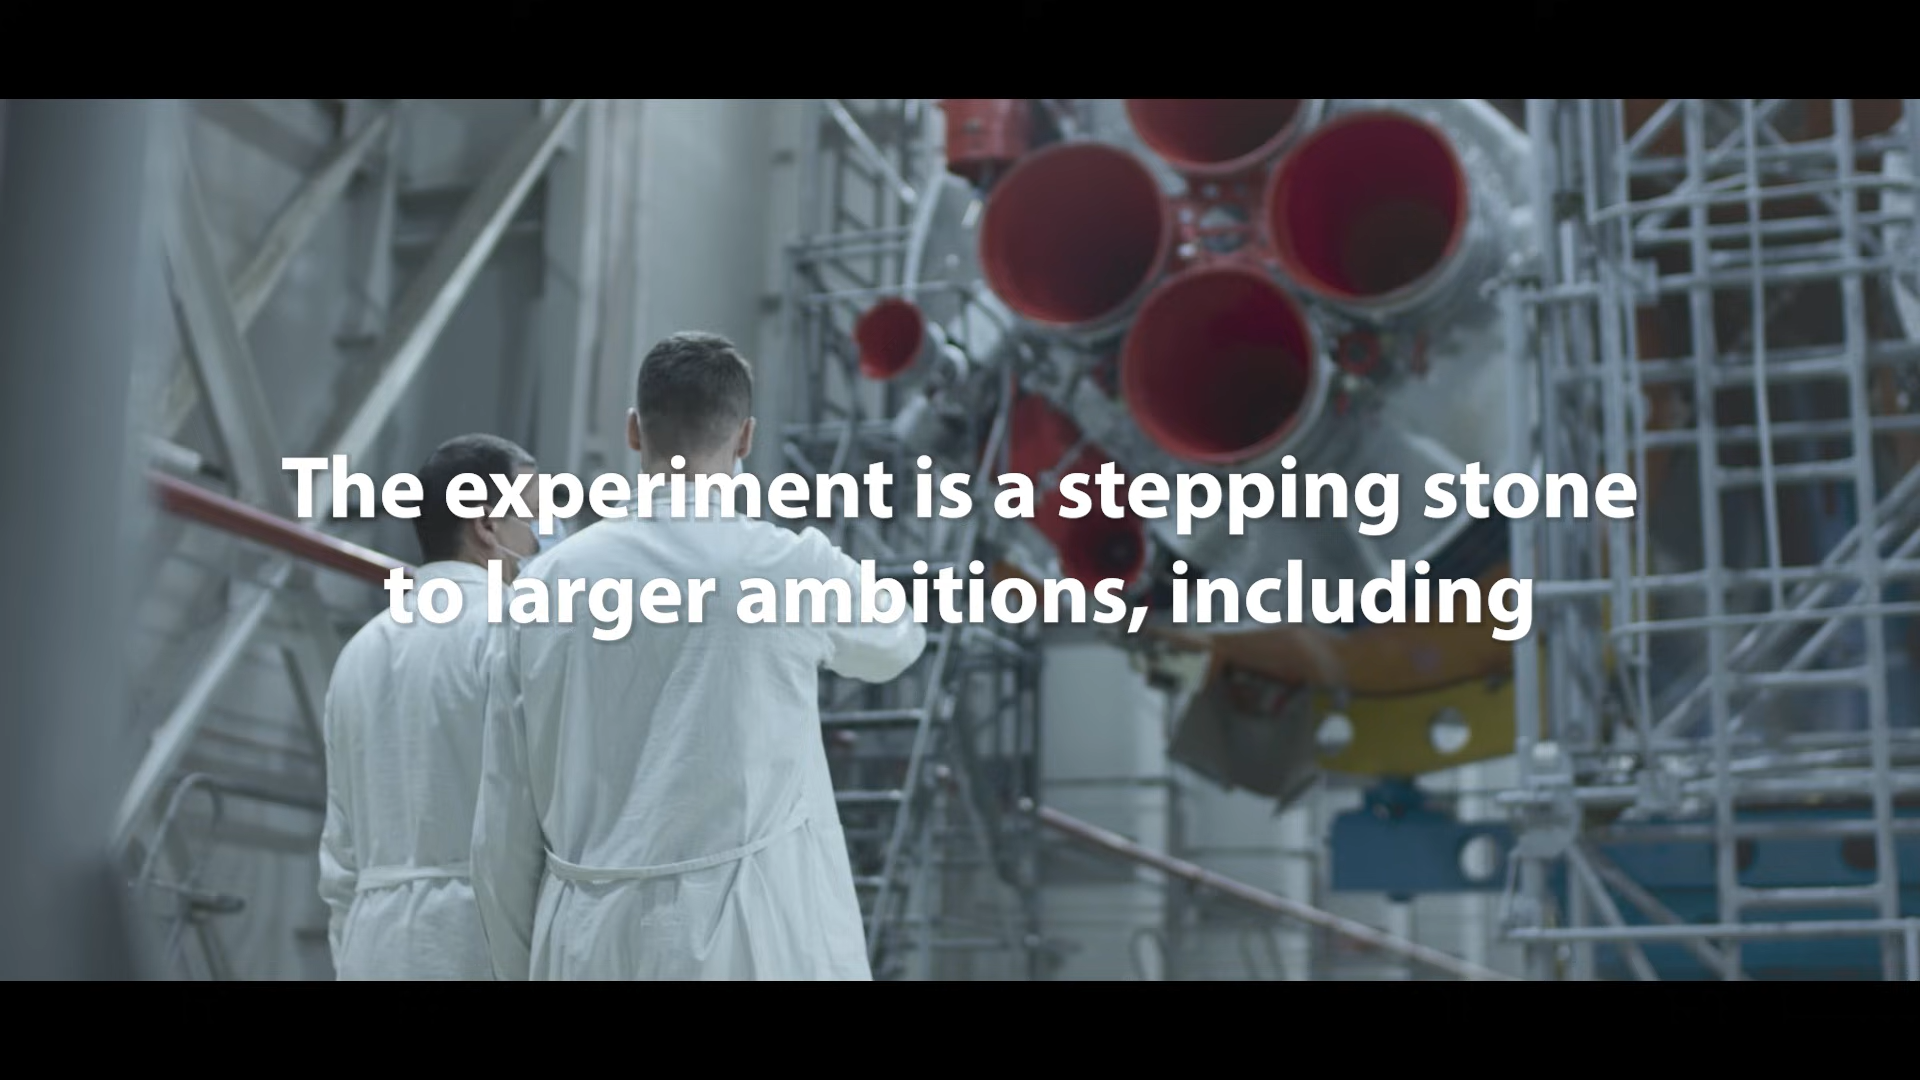 The experiment is a stepping stone
to larger ambitions, including